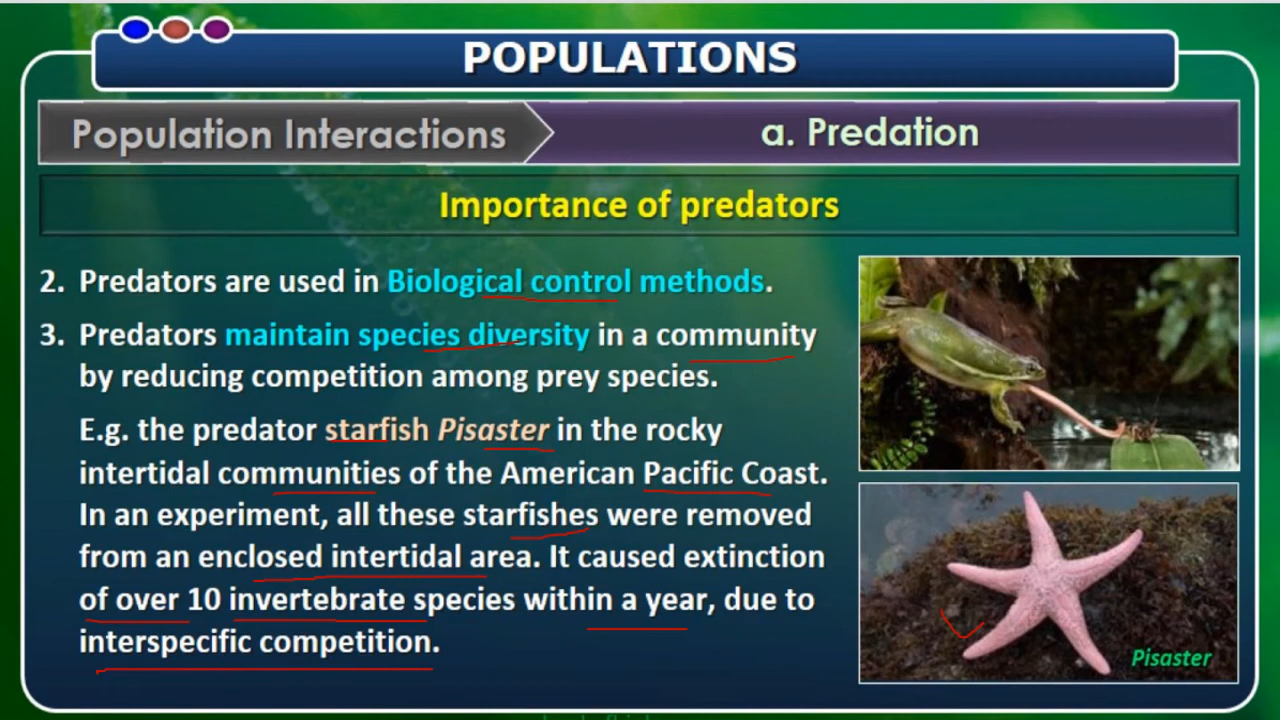 POPULATIONS
Population Interactions
a. Predation
Importance of predators
2. Predators are used in Biological control methods.
3. Predators maintain species diversity in a community
by reducing competition among prey species.
E.g. the predator starfish Pisaster in the rocky
intertidal communities of the American Pacific Coast.
In an experiment, all these starfishes were removed
from an enclosed intertidal area. It caused extinction
of over 10 invertebrate species within a year, due to
interspecific competition.
Pisaster